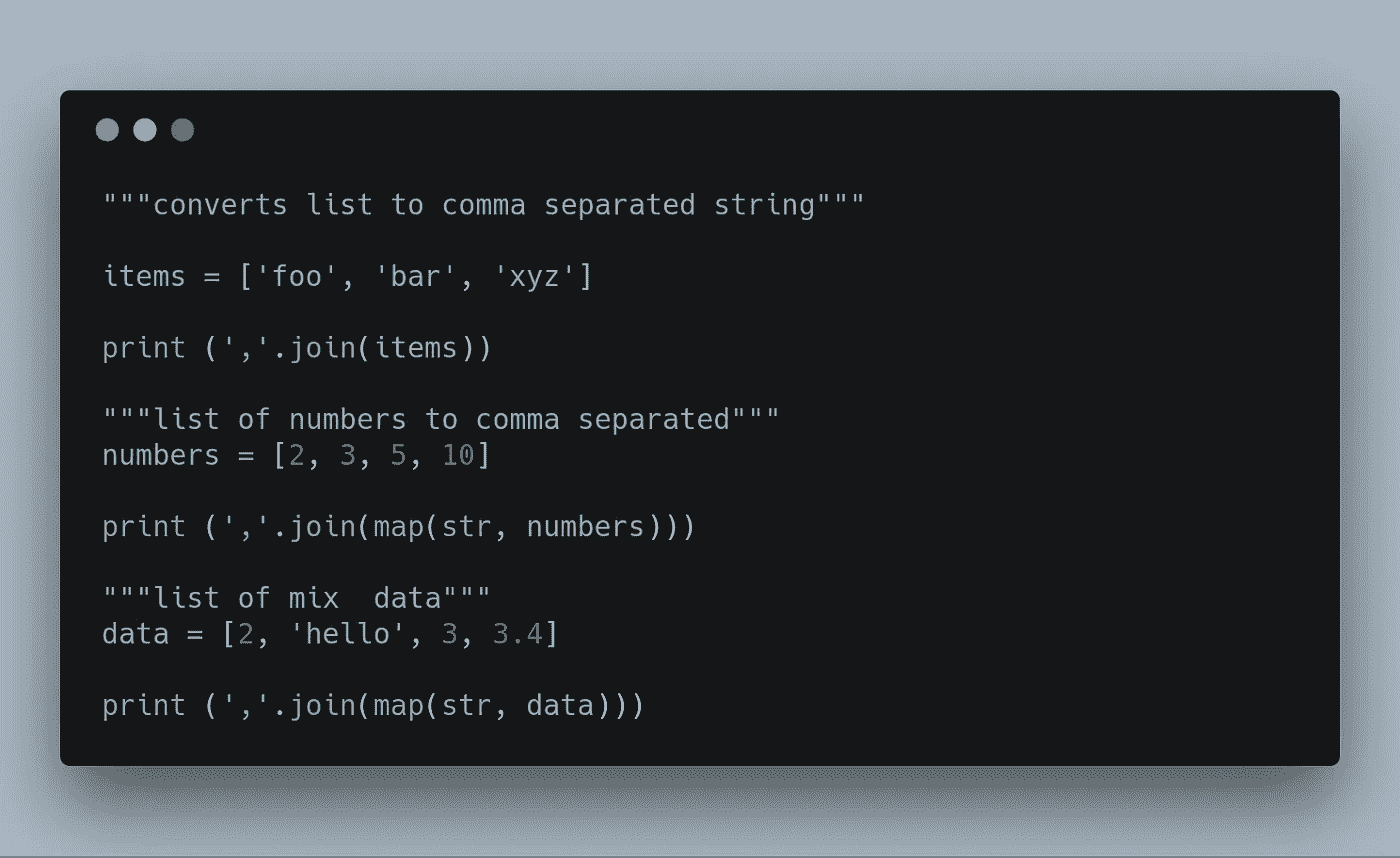 """converts list to comma separated string"""
items = ['foo', 'bar', 'xyz']
print (','.join(items))
"""list of numbers to comma separated"""
numbers = [2, 3, 5, 10]
print (','.join(map(str, numbers)))
"""list of mix  data"""
data = [2, 'hello', 3, 3.4]
print (','.join(map(str, data)))